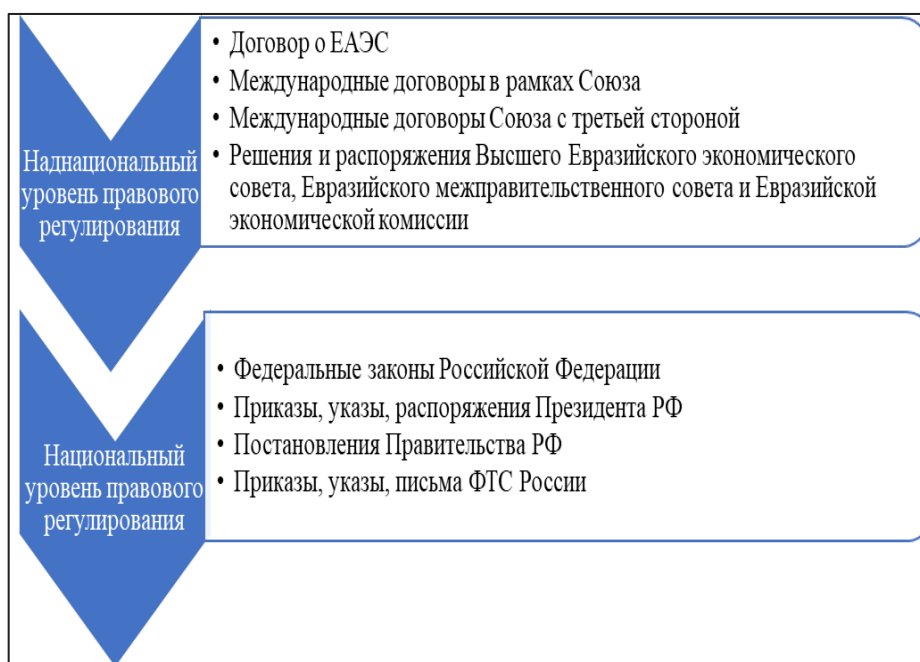 Наднациональный
уровень правового
регулирования
• Договор о ЕАЭС
• Международные договоры в рамках Союза
• Международные договоры Союза с третьей стороной
• Решения и распоряжения Высшего Евразийского экономического
совета, Евразийского межправительственного совета и Евразийской
экономической комиссии
Национальный
уровень правового
регулирования
• Федеральные законы Российской Федерации
• Приказы, указы, распоряжения Президента РФ
• Постановления Правительства РФ
• Приказы, указы, письма ФТС России